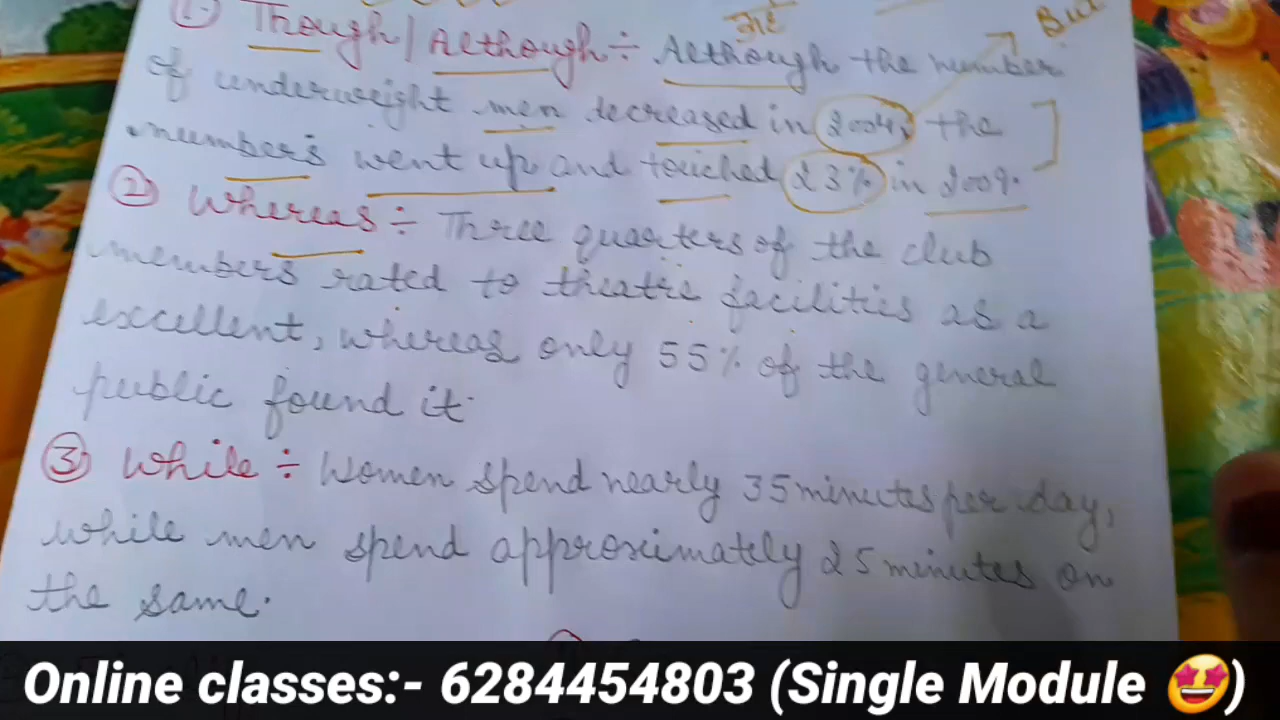 1. Though/Although ÷ Although the number
But
of underweight men decreased in 2004, the
numbers went up and touched 23% in 2009.
② Whereas ÷ Three quarters of the club
members rated to theatre facilities as a
excellent, whereas only 55% of the general
public found it.
③ While ÷ Women spend nearly 35 minutes per day,
while men spend approximately 25 minutes on
the same.
Online classes:- 6284454803 (Single Module 🤩)